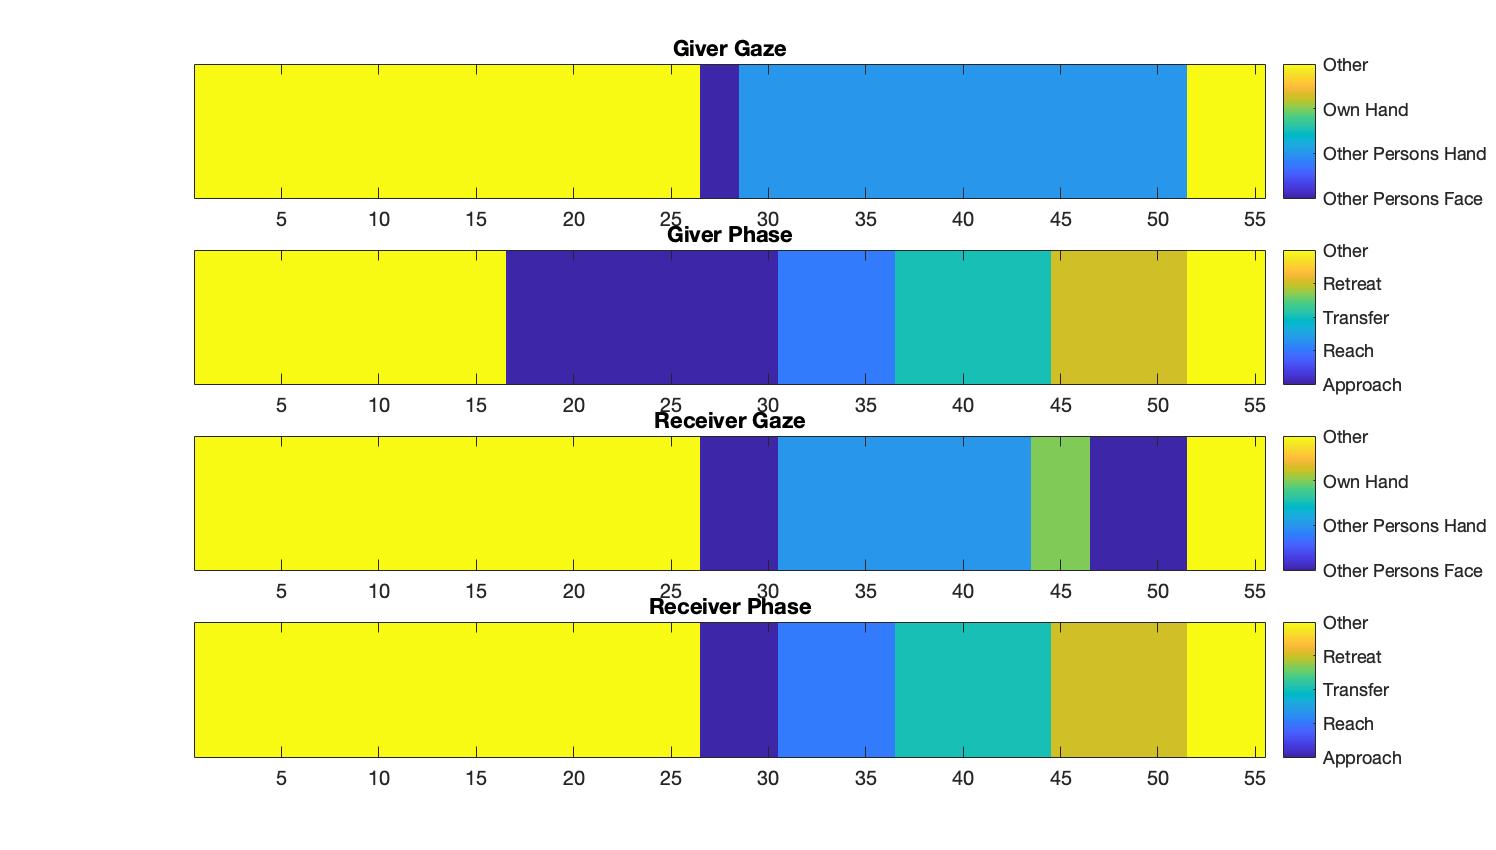 Giver Gaze
Other
Own Hand
Other Persons Hand
Other Persons Face
5 10 15 20 25 30 35 40 45 50 55
Giver Phase
Other
Retreat
Transfer
Reach
Approach
5 10 15 20 25 30 35 40 45 50 55
Receiver Gaze
Other
Own Hand
Other Persons Hand
Other Persons Face
5 10 15 20 25 30 35 40 45 50 55
Receiver Phase
Other
Retreat
Transfer
Reach
Approach
5 10 15 20 25 30 35 40 45 50 55